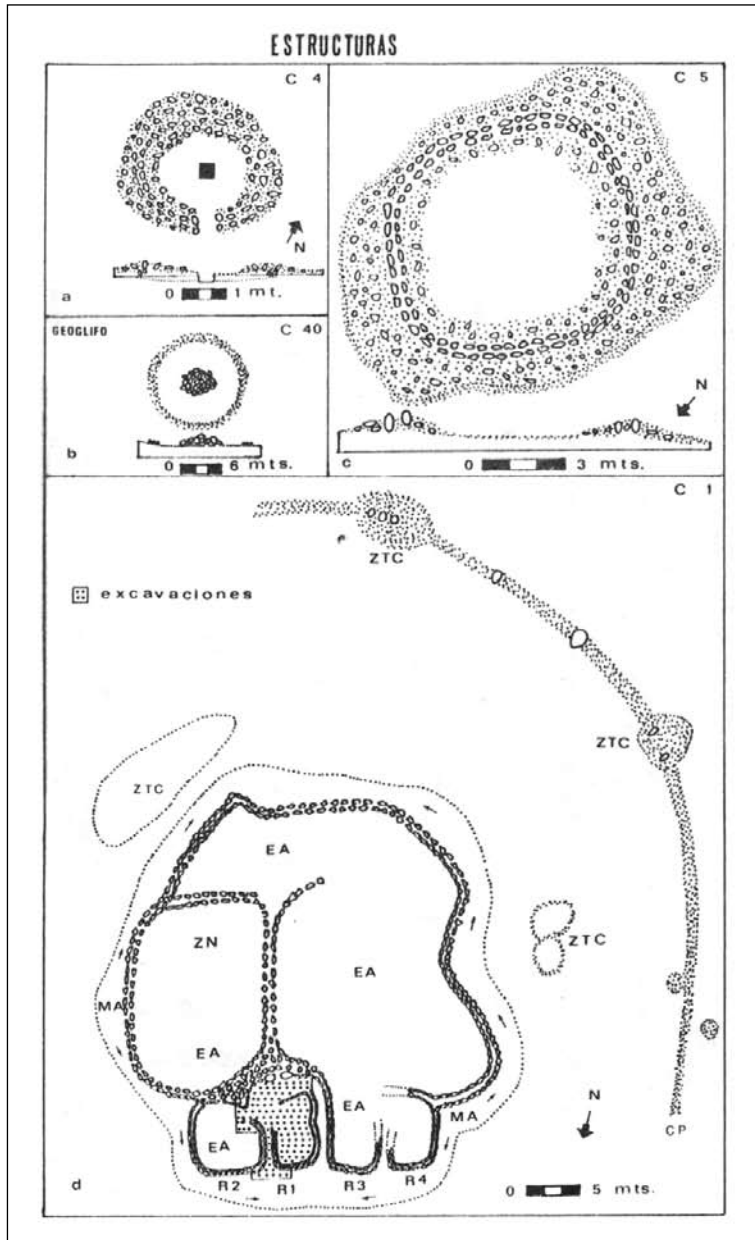 ESTRUCTURAS
C 4
N
a
0 1 mt.
GEOGLIFO
C 40
b
0 6 mts.
C 5
N
c
0 3 mts.
C 1
ZTC
excavaciones
ZTC
ZTC
EA
ZN
ZTC
EA
MA
EA
EA
MA
EA
N
CP
R2 R1 R3 R4
d
0 5 mts.